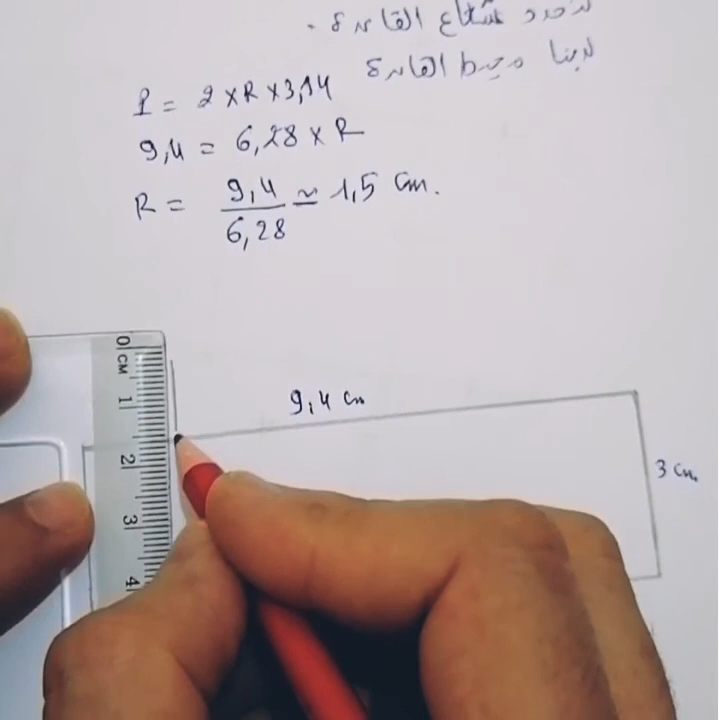 لنحدد شعاع القاعدة .
لدينا محيط القاعدة
P = 2 × R × 3,14
9,4 = 6,28 × R
R = 9,4 / 6,28 ≃ 1,5 cm.
9,4 cm
3 cm
0 CM 1 2 3 4